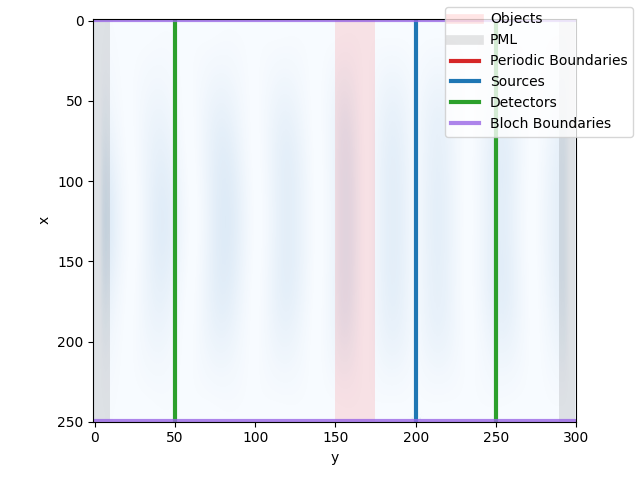 Objects
PML
Periodic Boundaries
Sources
Detectors
Bloch Boundaries
0
50
100
150
200
250
x
0 50 100 150 200 250 300
y